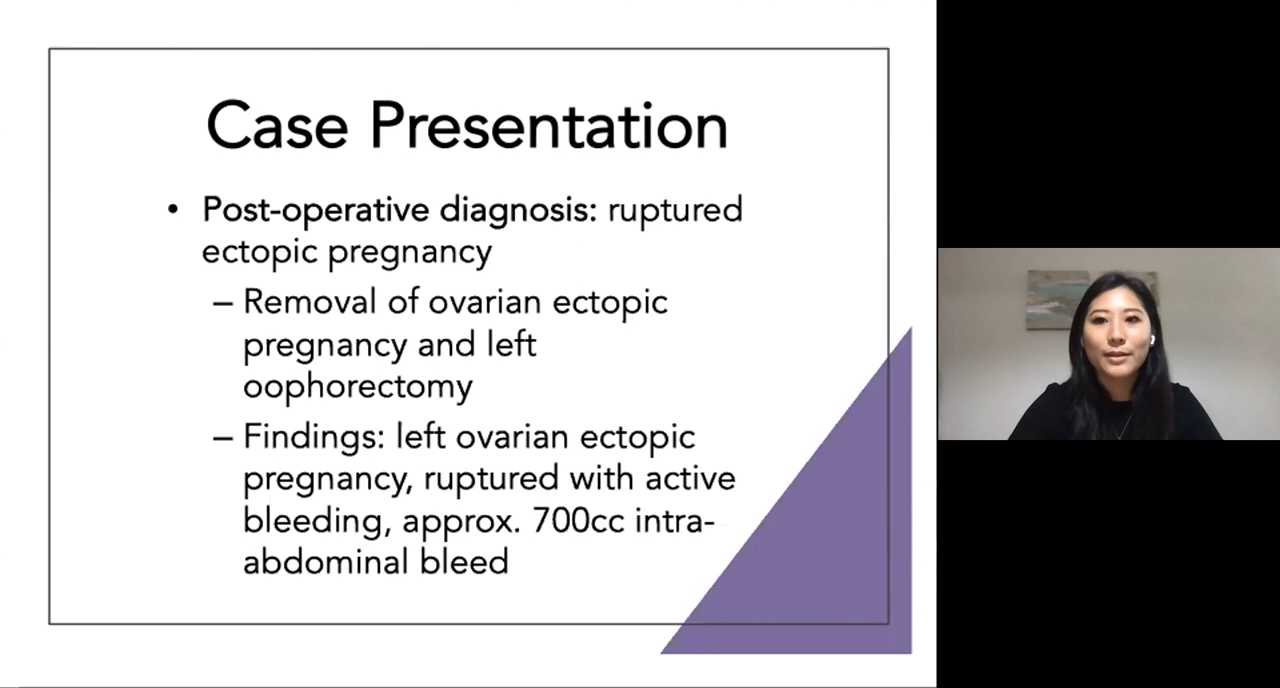 Case Presentation
• Post-operative diagnosis: ruptured
ectopic pregnancy
– Removal of ovarian ectopic
pregnancy and left
oophorectomy
– Findings: left ovarian ectopic
pregnancy, ruptured with active
bleeding, approx. 700cc intra-
abdominal bleed